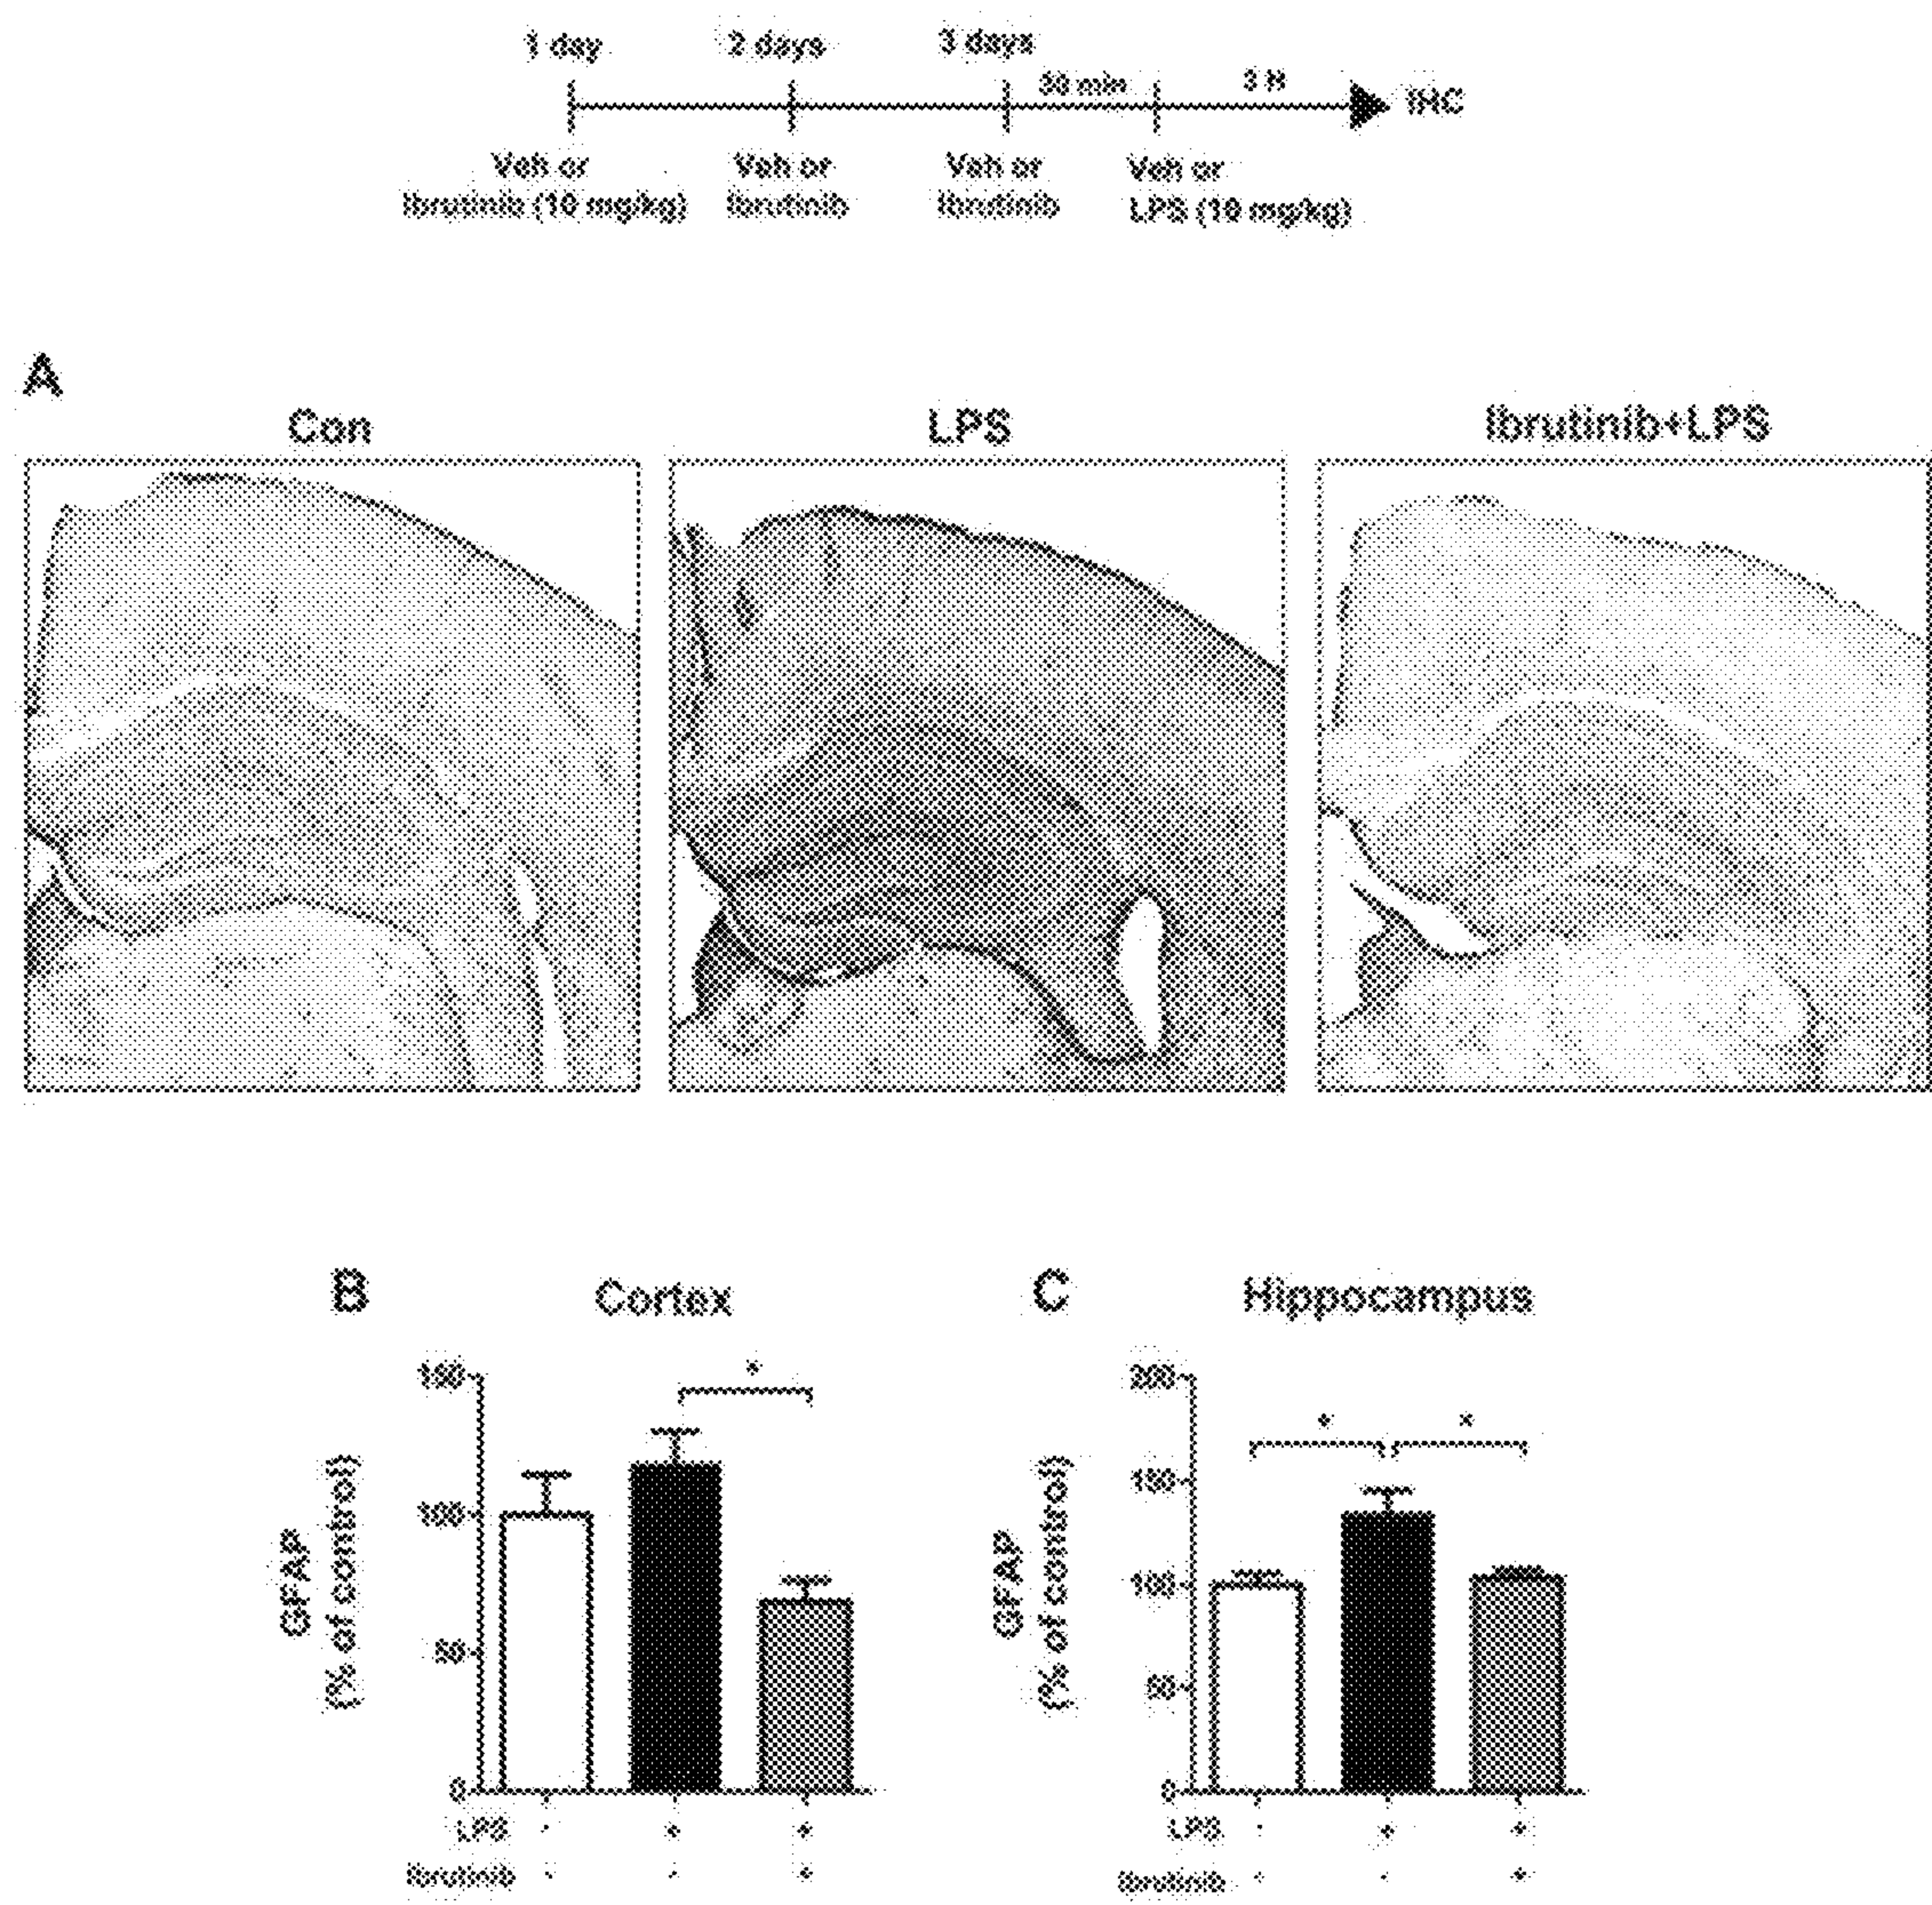 1 day 2 days 3 days
30 min 3 H
IHC
Veh or Veh or Veh or Veh or
Ibrutinib (10 mg/kg) Ibrutinib Ibrutinib LPS (10 mg/kg)
A
Con LPS Ibrutinib+LPS
B Cortex
150
*
100
50
0
GFAP
(% of control)
LPS - + +
Ibrutinib - - +
C Hippocampus
200
* *
150
100
50
0
GFAP
(% of control)
LPS - + +
Ibrutinib - - +